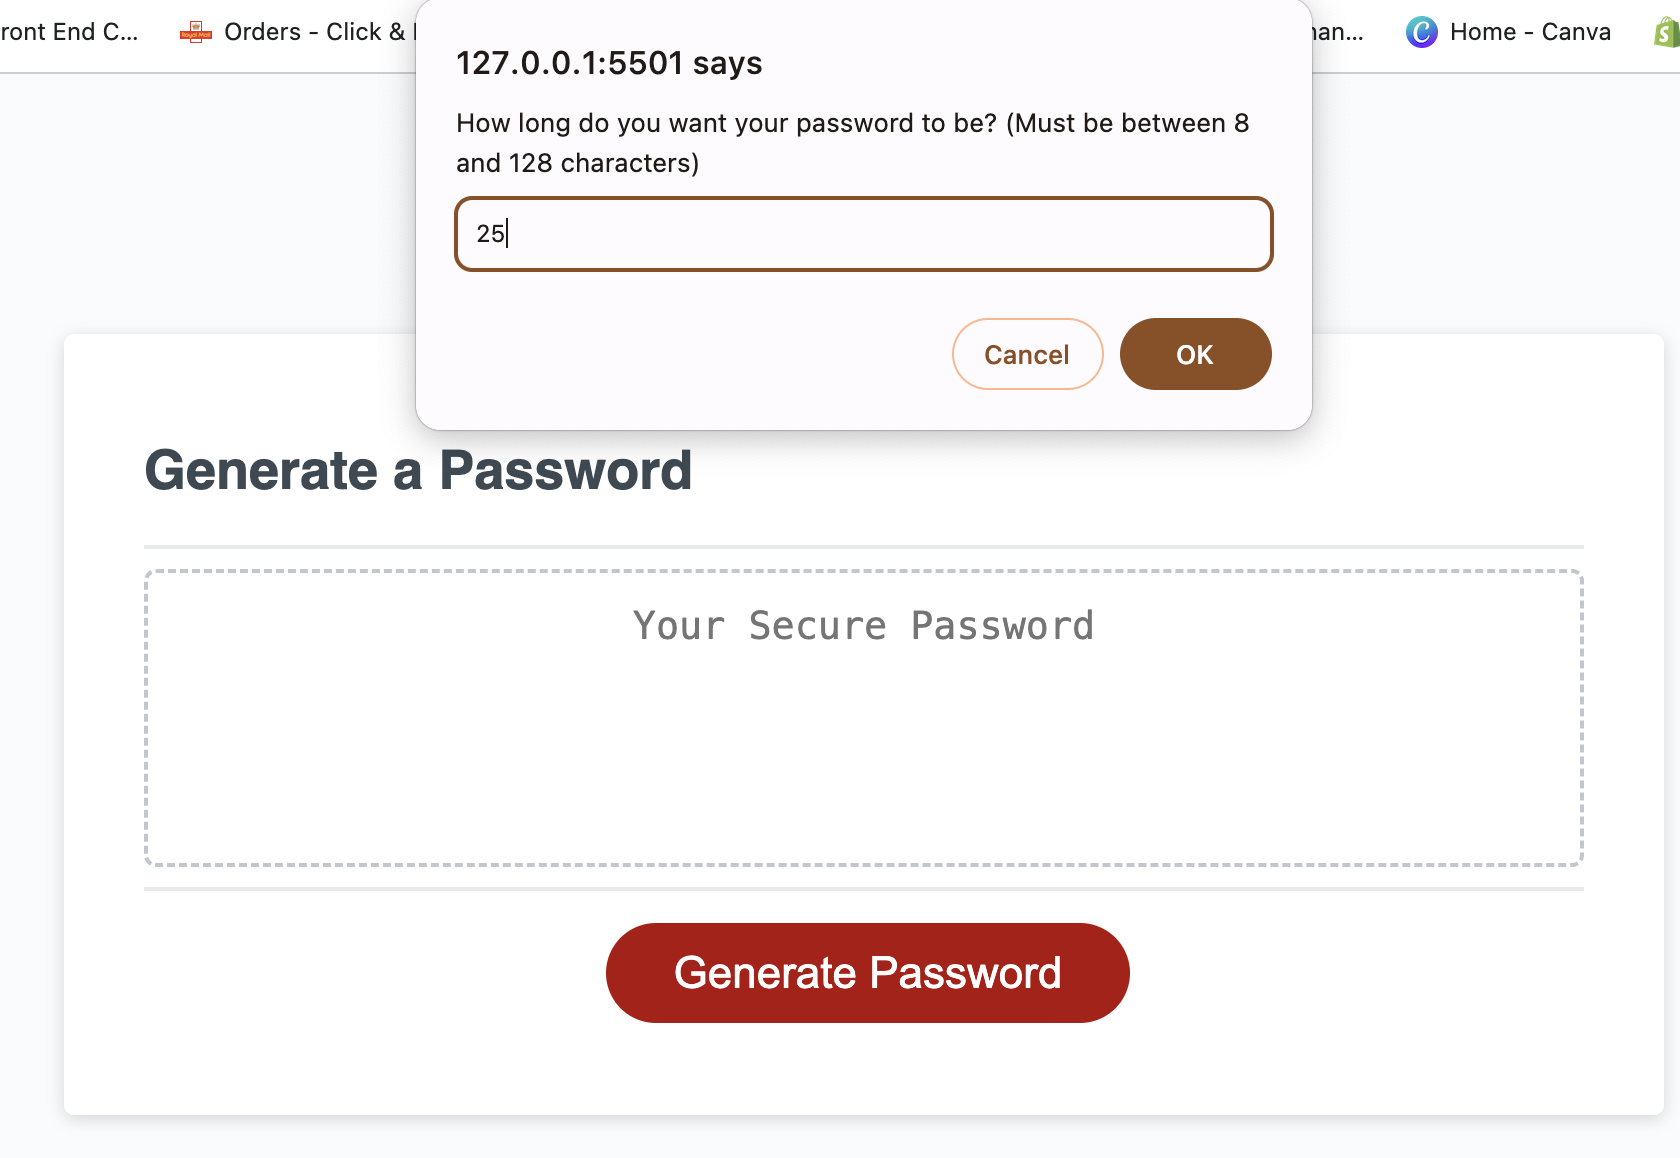 ront End C...
Orders - Click &
an...
Home - Canva
127.0.0.1:5501 says
How long do you want your password to be? (Must be between 8
and 128 characters)
25
Cancel
OK
Generate a Password
Your Secure Password
Generate Password